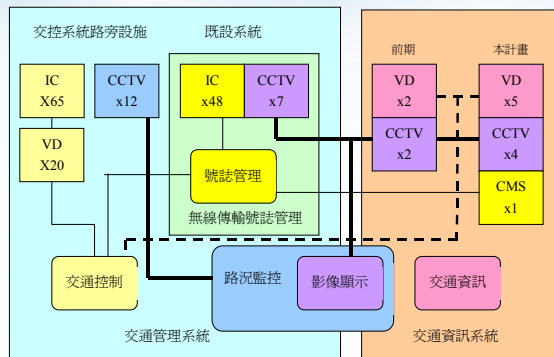 交控系統路旁設施
既設系統
前期
本計畫
IC
X65
CCTV
x12
IC
x48
CCTV
x7
VD
x2
VD
x5
VD
X20
CCTV
x2
CCTV
x4
號誌管理
CMS
x1
無線傳輸號誌管理
交通控制
路況監控
影像顯示
交通資訊
交通管理系統
交通資訊系統